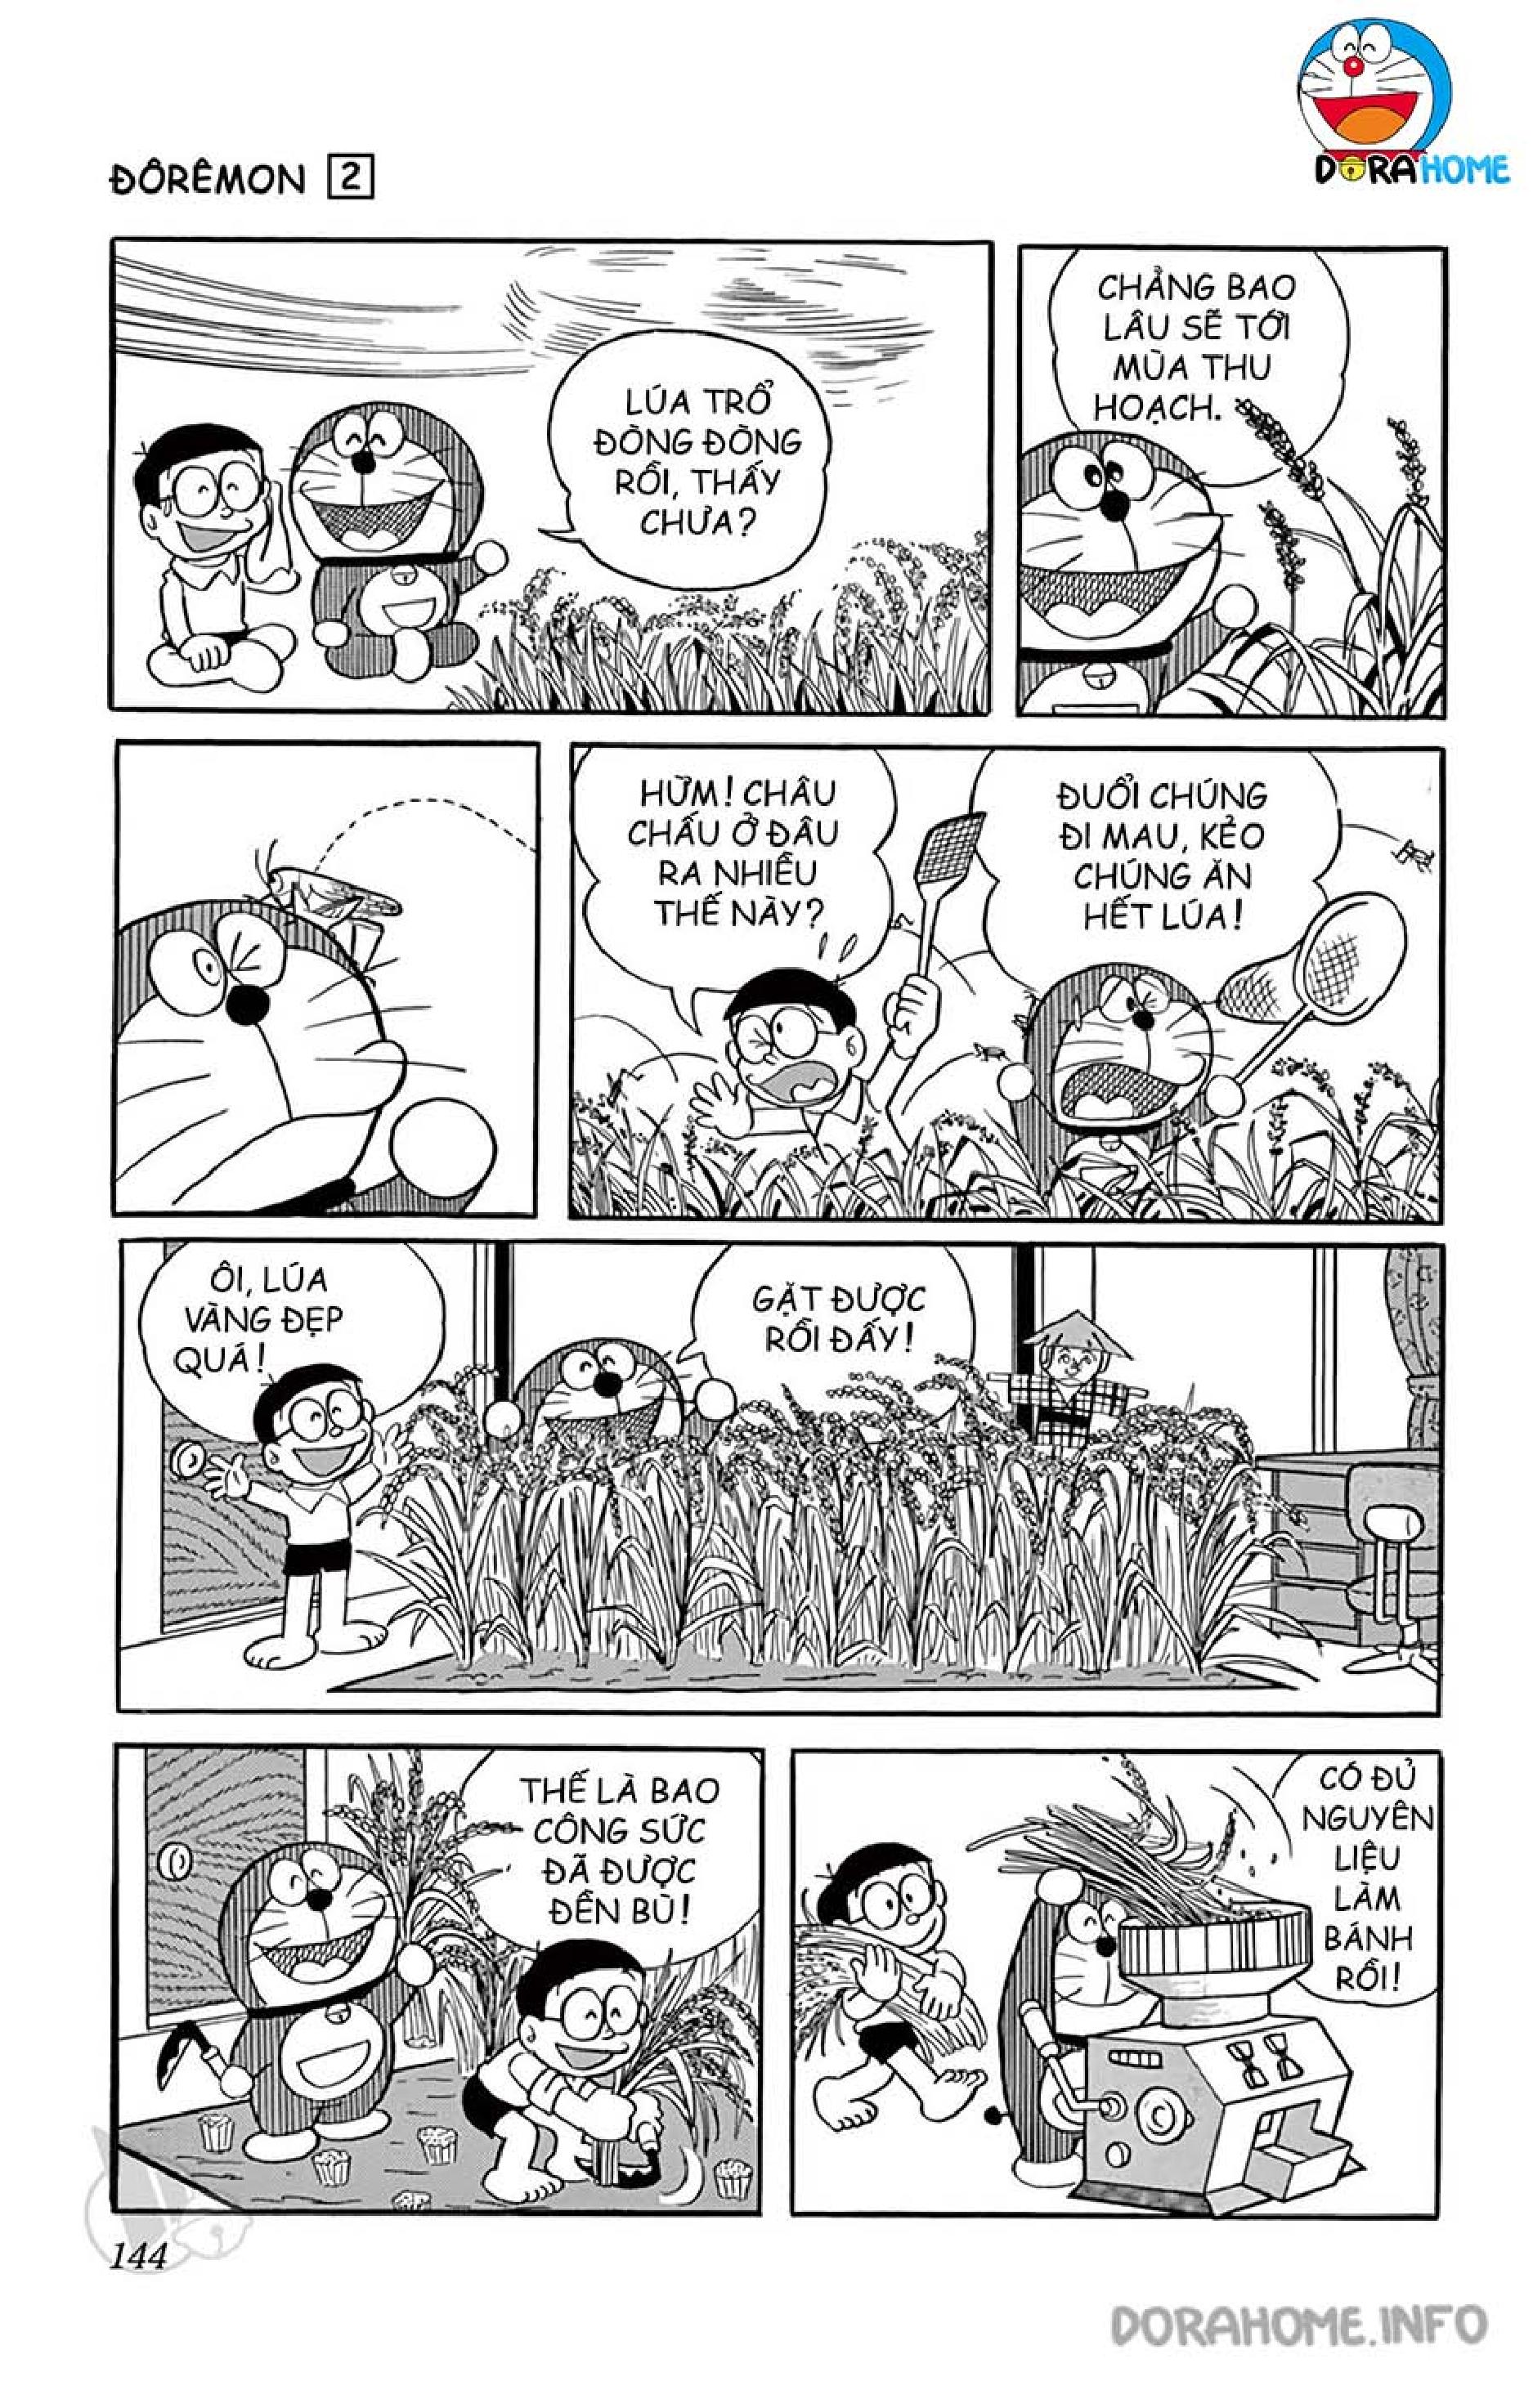 DORAHOME
ĐÔRÊMON 2
LÚA TRỔ
ĐÒNG ĐÒNG
RỒI, THẤY
CHƯA?
CHẲNG BAO
LÂU SẼ TỚI
MÙA THU
HOẠCH.
HỪM! CHÂU
CHẤU Ở ĐÂU
RA NHIỀU
THẾ NÀY?
ĐUỔI CHÚNG
ĐI MAU, KẺO
CHÚNG ĂN
HẾT LÚA!
ÔI, LÚA
VÀNG ĐẸP
QUÁ!
GẶT ĐƯỢC
RỒI ĐẤY!
THẾ LÀ BAO
CÔNG SỨC
ĐÃ ĐƯỢC
ĐỀN BÙ!
CÓ ĐỦ
NGUYÊN
LIỆU
LÀM
BÁNH
RỒI!
144
DORAHOME.INFO